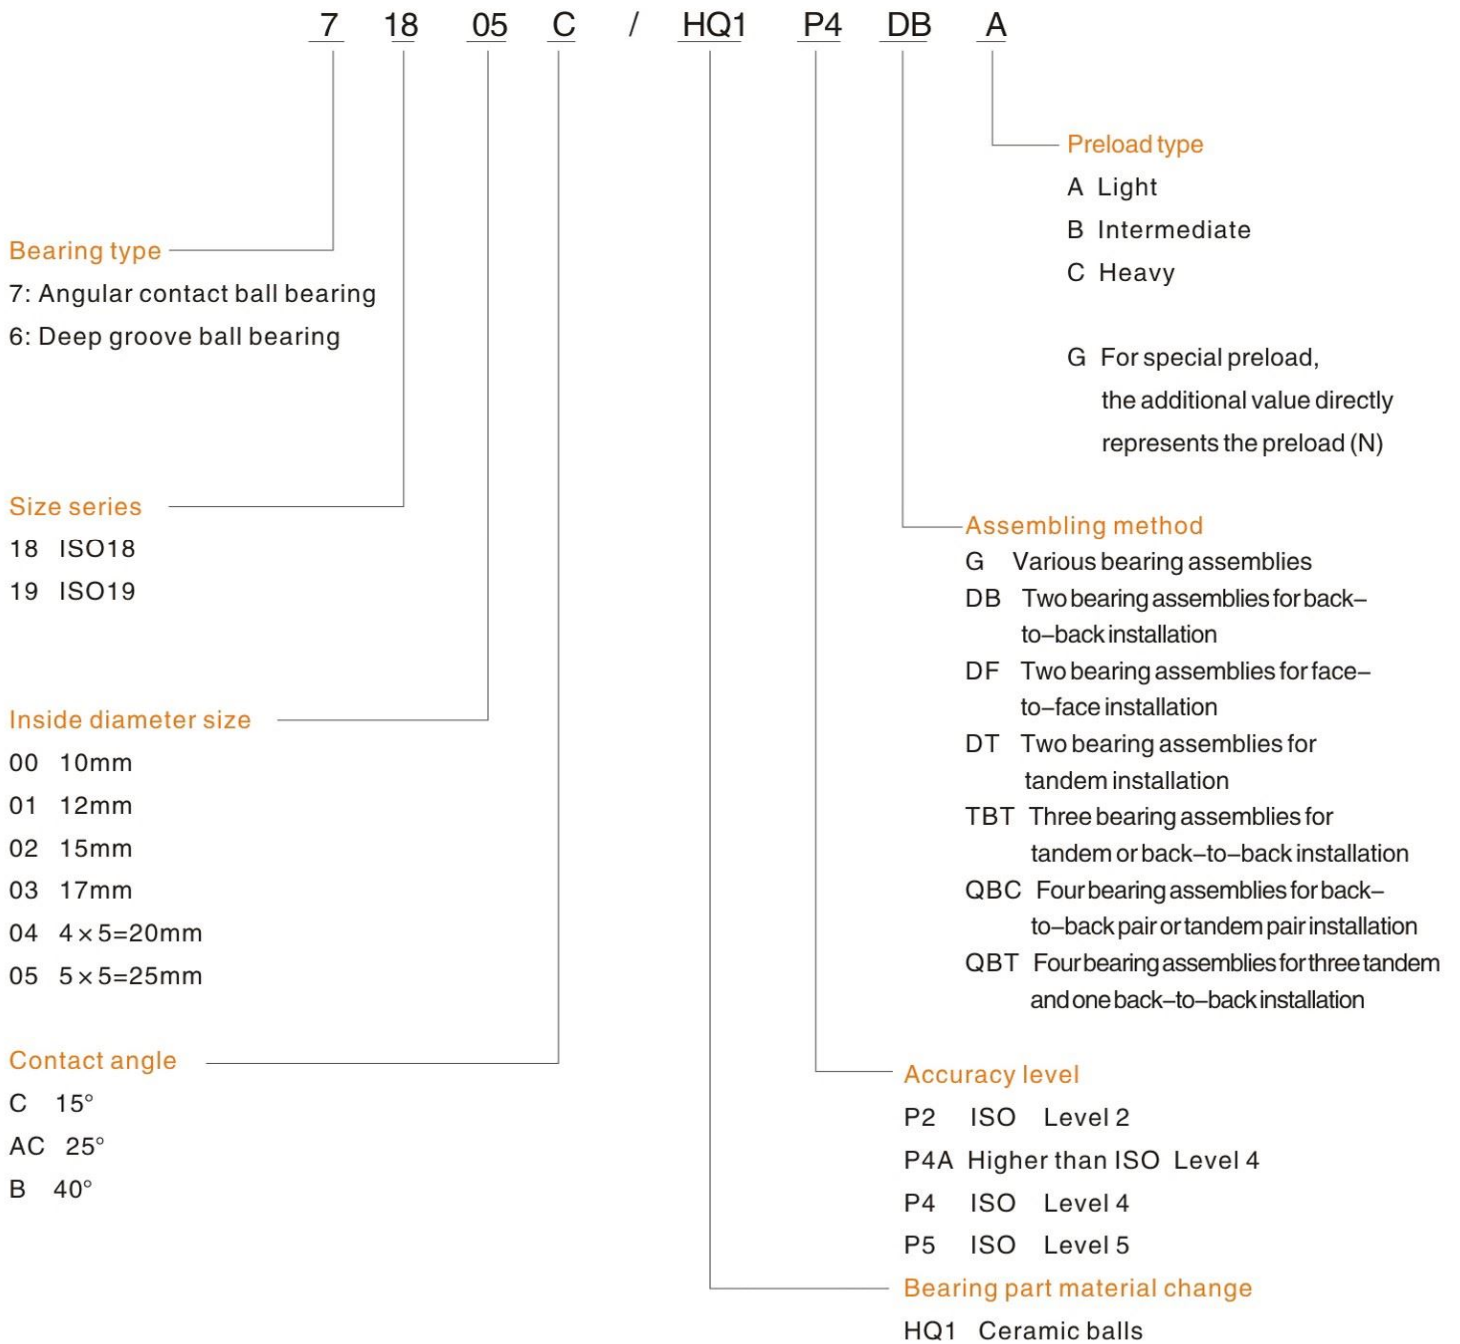 7 18 05 C / HQ1 P4 DB A
Preload type
A Light
B Intermediate
C Heavy
G For special preload,
the additional value directly
represents the preload (N)
Bearing type
7: Angular contact ball bearing
6: Deep groove ball bearing
Size series
18 ISO18
19 ISO19
Assembling method
G Various bearing assemblies
DB Two bearing assemblies for back–
to–back installation
DF Two bearing assemblies for face–
to–face installation
DT Two bearing assemblies for
tandem installation
TBT Three bearing assemblies for
tandem or back–to–back installation
QBC Four bearing assemblies for back–
to–back pair or tandem pair installation
QBT Four bearing assemblies for three tandem
and one back–to–back installation
Inside diameter size
00 10mm
01 12mm
02 15mm
03 17mm
04 4×5=20mm
05 5×5=25mm
Contact angle
C 15°
AC 25°
B 40°
Accuracy level
P2 ISO Level 2
P4A Higher than ISO Level 4
P4 ISO Level 4
P5 ISO Level 5
Bearing part material change
HQ1 Ceramic balls